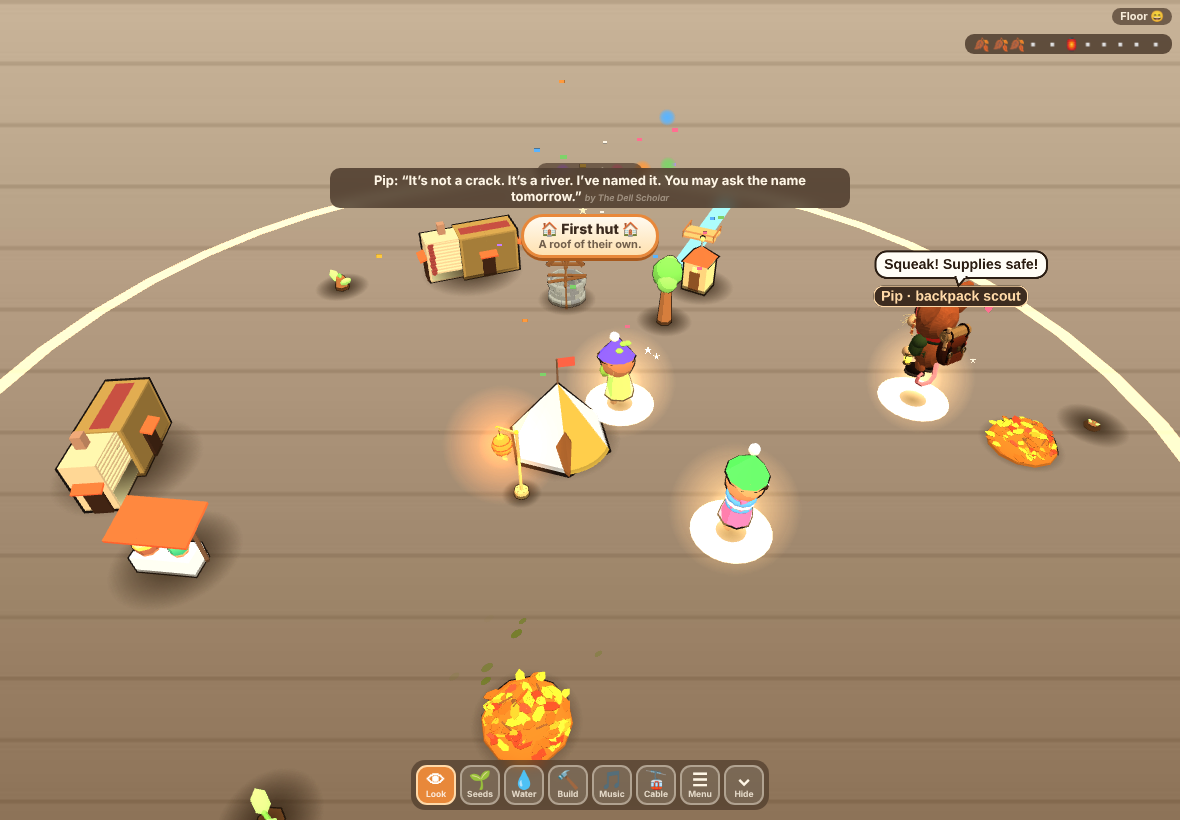 Floor 😄
Pip: “It’s not a crack. It’s a river. I’ve named it. You may ask the name
tomorrow.” by The Dell Scholar
🏠 First hut 🏠
A roof of their own.
Squeak! Supplies safe!
Pip · backpack scout
Look
Seeds
Water
Build
Music
Cable
Menu
Hide